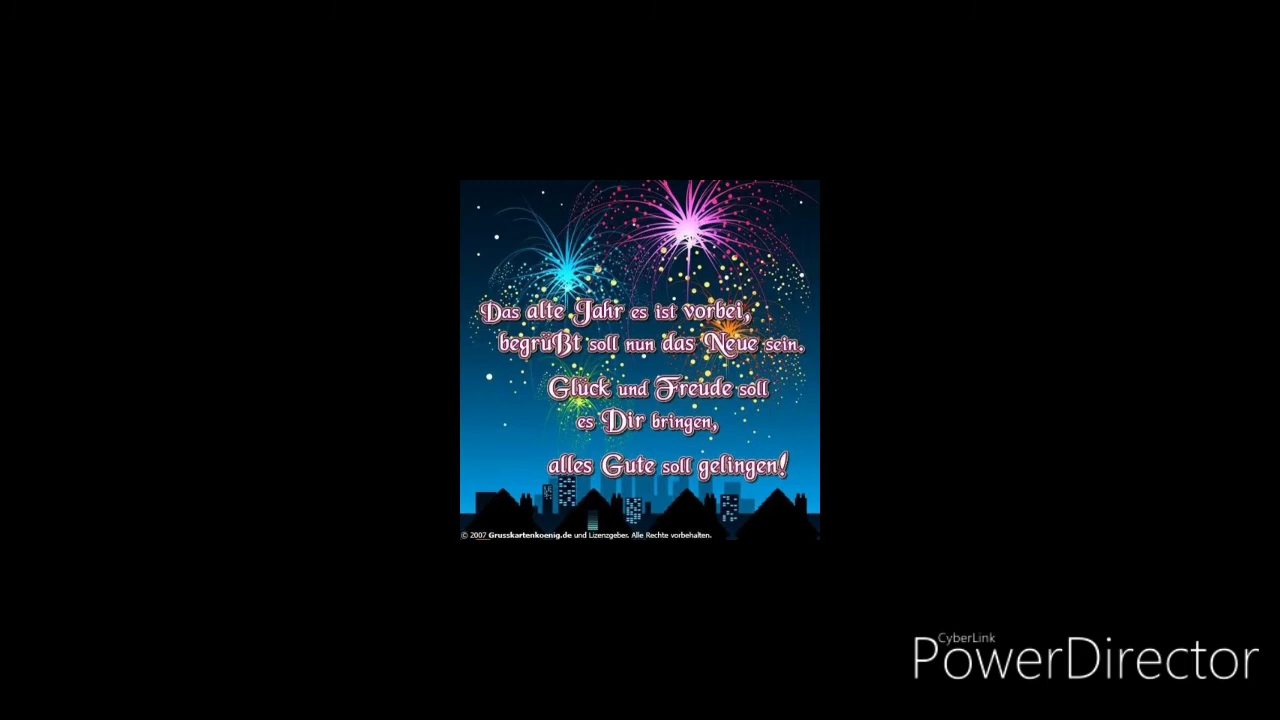 Das alte Jahr es ist vorbei,
begrüßt soll nun das Neue sein.
Glück und Freude soll
es Dir bringen,
alles Gute soll gelingen!
© 2007 Grusskartenkoenig.de und Lizenzgeber. Alle Rechte vorbehalten.
CyberLink
PowerDirector